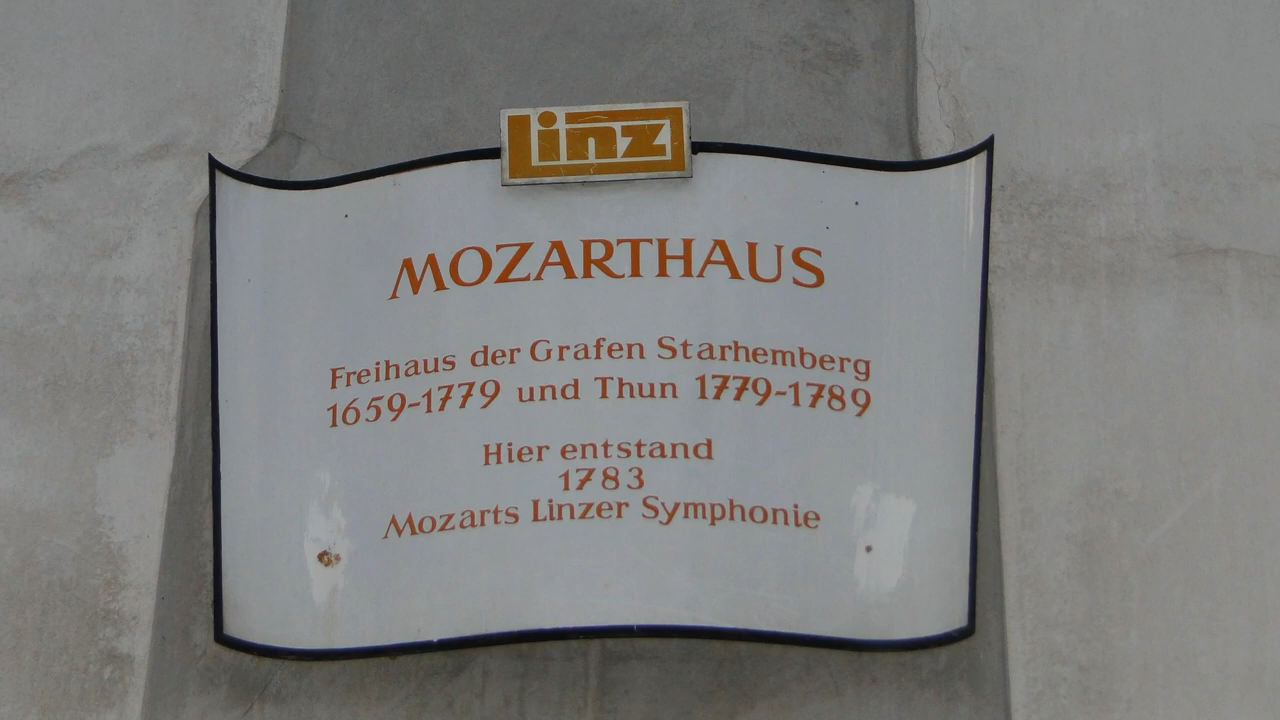 Linz
MOZARTHAUS
Freihaus der Grafen Starhemberg
1659-1779 und Thun 1779-1789
Hier entstand
1783
Mozarts Linzer Symphonie